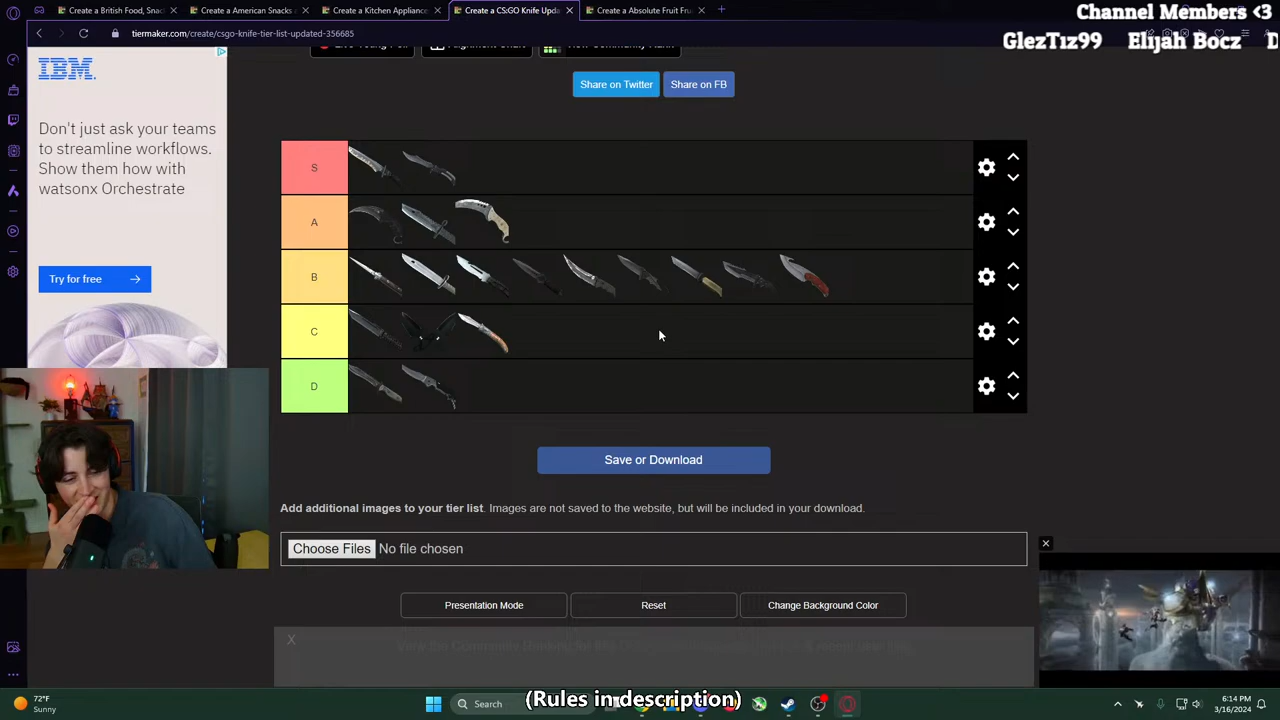 Create a British Food, Snac
Create a American Snacks
Create a Kitchen Appliance
Create a CSGO Knife Upda
Create a Absolute Fruit Fru
Channel Members <3
tiermaker.com/create/csgo-knife-tier-list-updated-356685
GlezT1z99 Elijah Bocz D
IBM
Share on Twitter
Share on FB
Don't just ask your teams
to streamline workflows.
Show them how with
watsonx Orchestrate
Try for free →
S
A
B
C
D
Save or Download
Add additional images to your tier list. Images are not saved to the website, but will be included in your download.
Choose Files No file chosen
Presentation Mode
Reset
Change Background Color
X
(Rules in description)
72°F
Sunny
Search
6:14 PM
3/16/2024